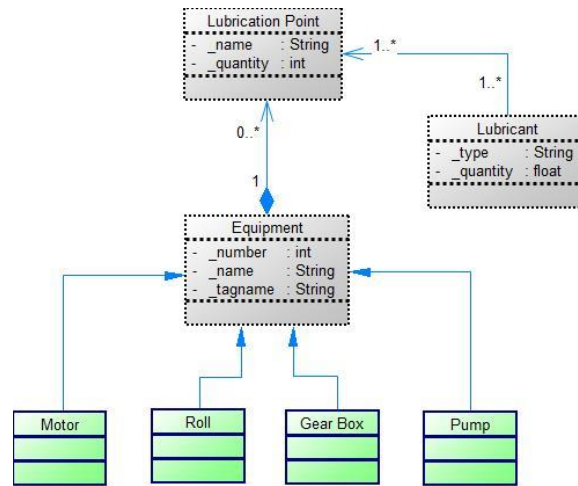 Lubrication Point
- _name : String
- _quantity : int
1..*
1..*
Lubricant
- _type : String
- _quantity : float
0..*
1
Equipment
- _number : int
- _name : String
- _tagname : String
Motor
Roll
Gear Box
Pump